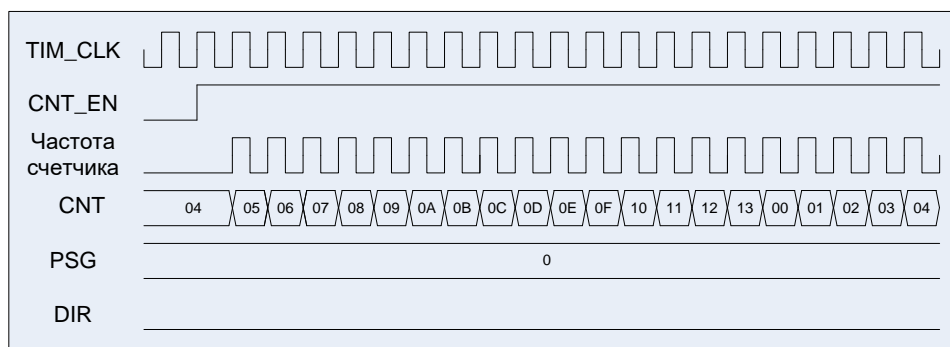 TIM_CLK
CNT_EN
Частота
счетчика
CNT 04 05 06 07 08 09 0A 0B 0C 0D 0E 0F 10 11 12 13 00 01 02 03 04
PSG 0
DIR